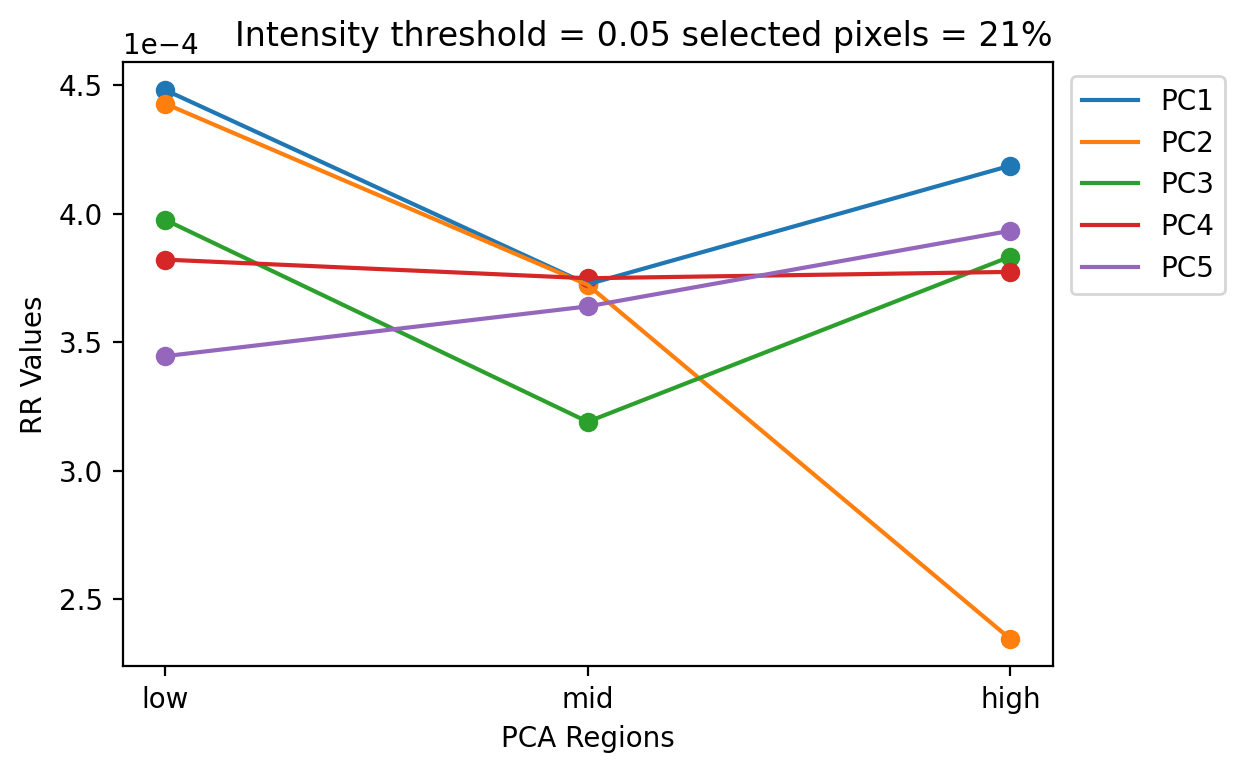 Intensity threshold = 0.05 selected pixels = 21%
1e−4
4.5
4.0
3.5
3.0
2.5
RR Values
low
mid
high
PCA Regions
PC1
PC2
PC3
PC4
PC5